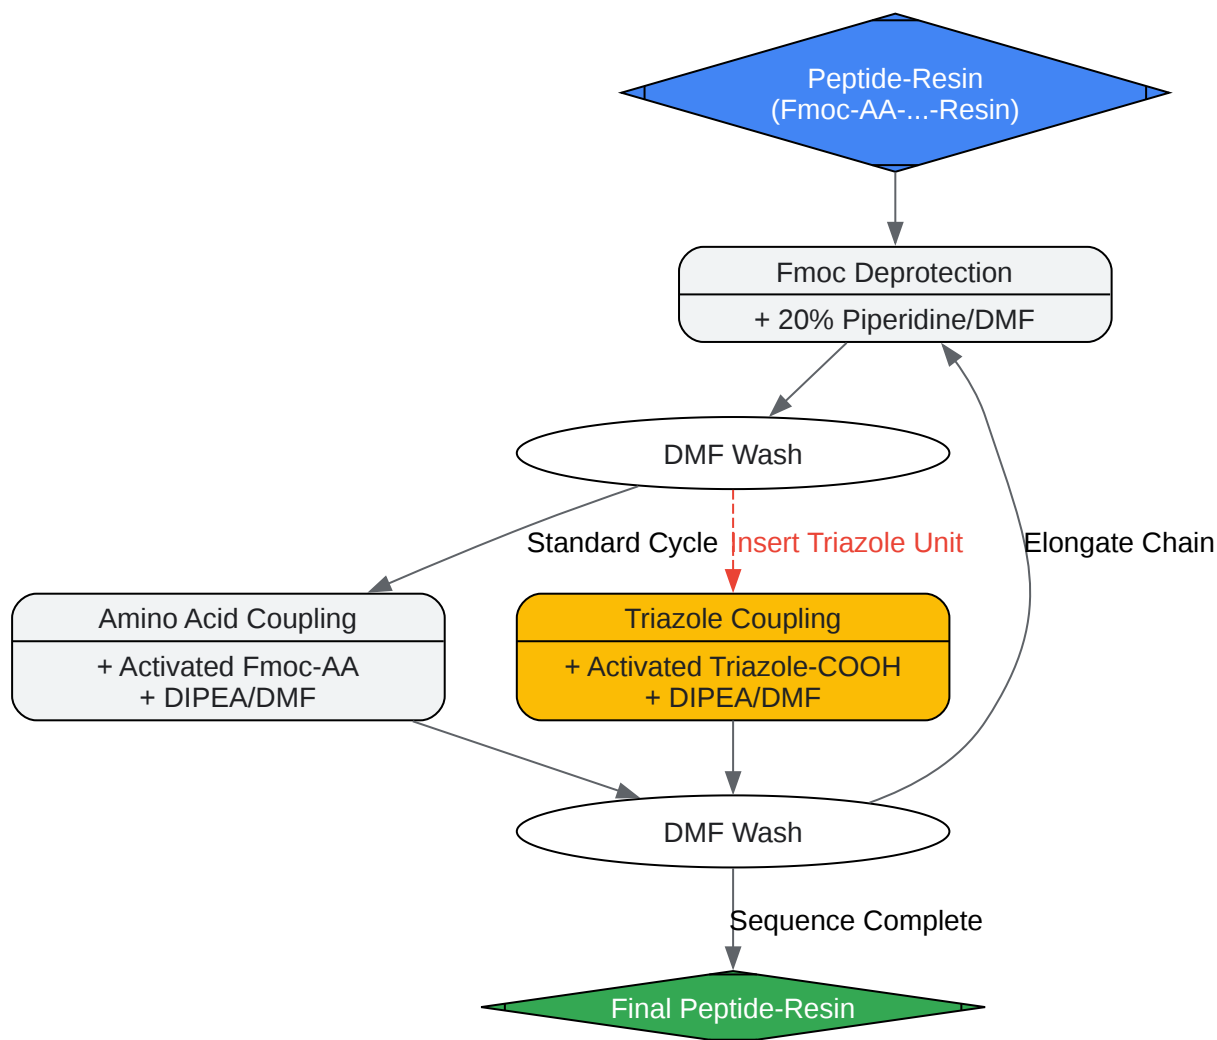 Peptide-Resin
(Fmoc-AA-...-Resin)
Fmoc Deprotection
+ 20% Piperidine/DMF
DMF Wash
Standard Cycle
Insert Triazole Unit
Elongate Chain
Amino Acid Coupling
+ Activated Fmoc-AA
+ DIPEA/DMF
Triazole Coupling
+ Activated Triazole-COOH
+ DIPEA/DMF
DMF Wash
Sequence Complete
Final Peptide-Resin